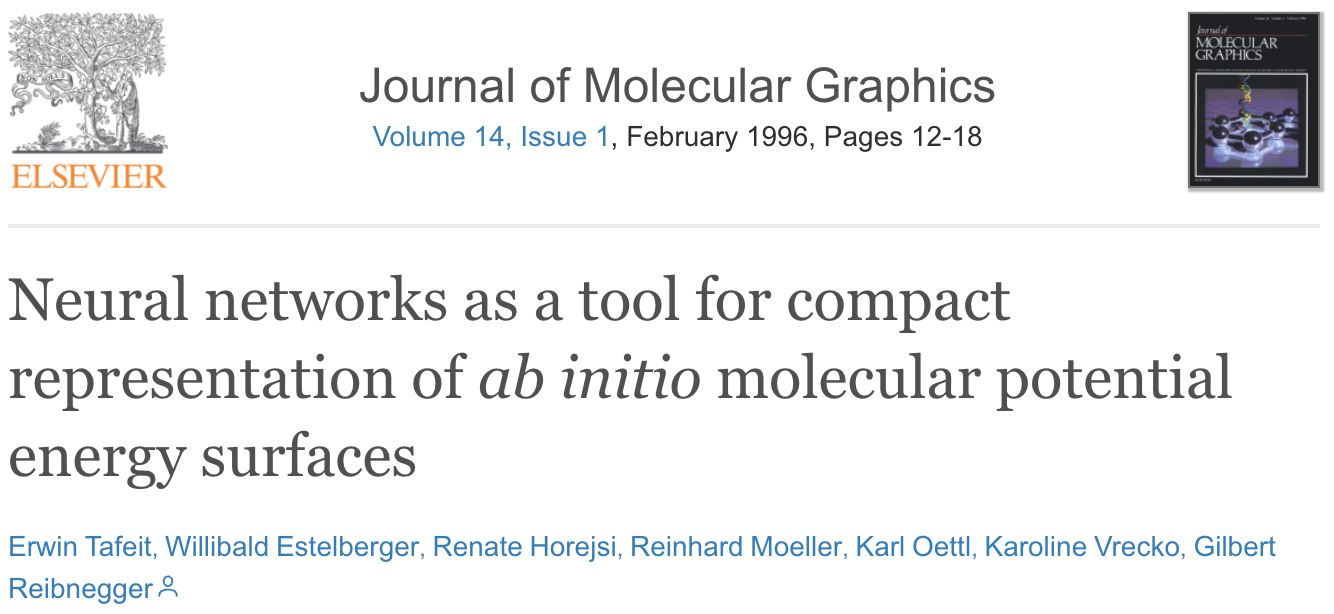 Journal of Molecular Graphics
Volume 14, Issue 1, February 1996, Pages 12-18
ELSEVIER
Journal of
MOLECULAR
GRAPHICS
Neural networks as a tool for compact
representation of ab initio molecular potential
energy surfaces
Erwin Tafeit, Willibald Estelberger, Renate Horejsi, Reinhard Moeller, Karl Oettl, Karoline Vrecko, Gilbert
Reibnegger